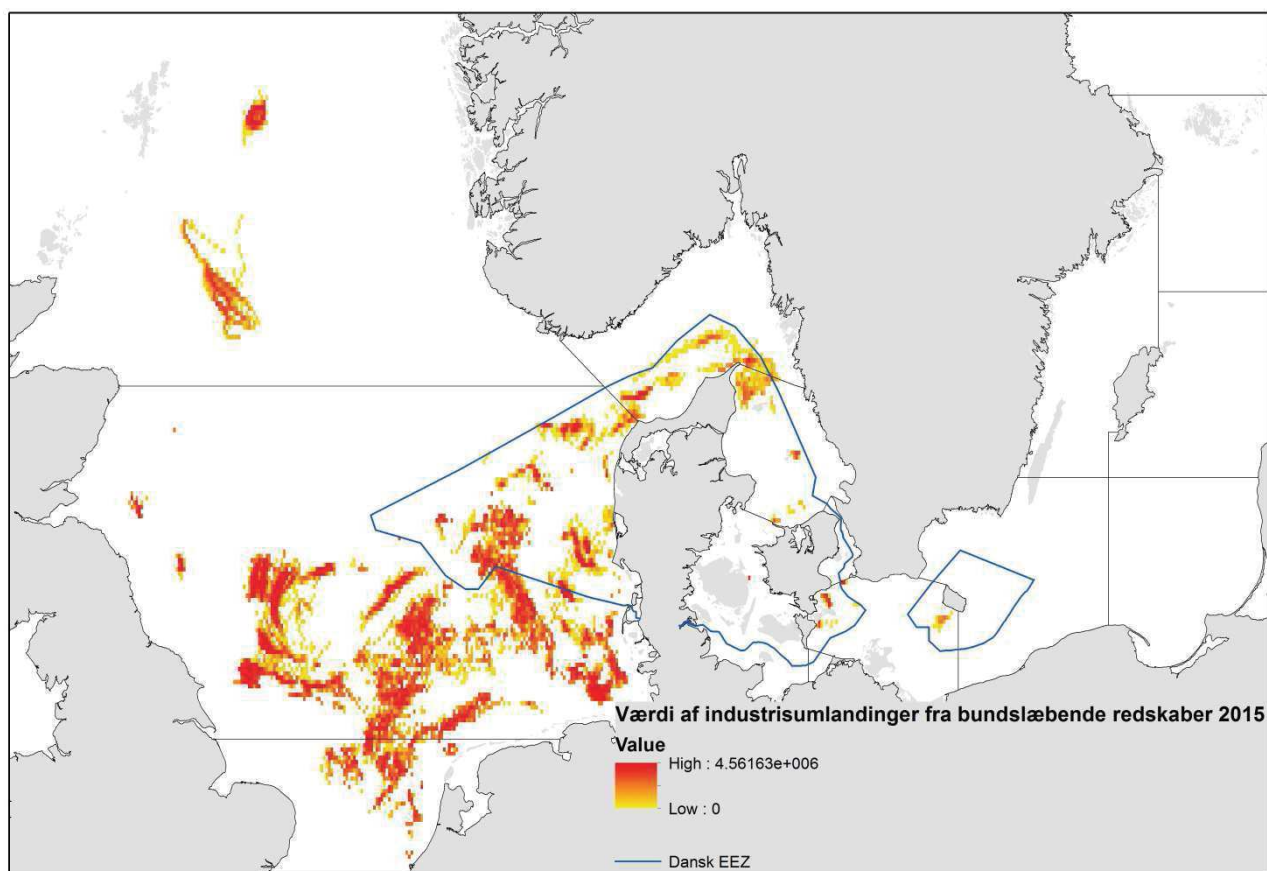 Værdi af industrisumlandinger fra bundslæbende redskaber 2015
Value
High : 4.56163e+006
Low : 0
Dansk EEZ